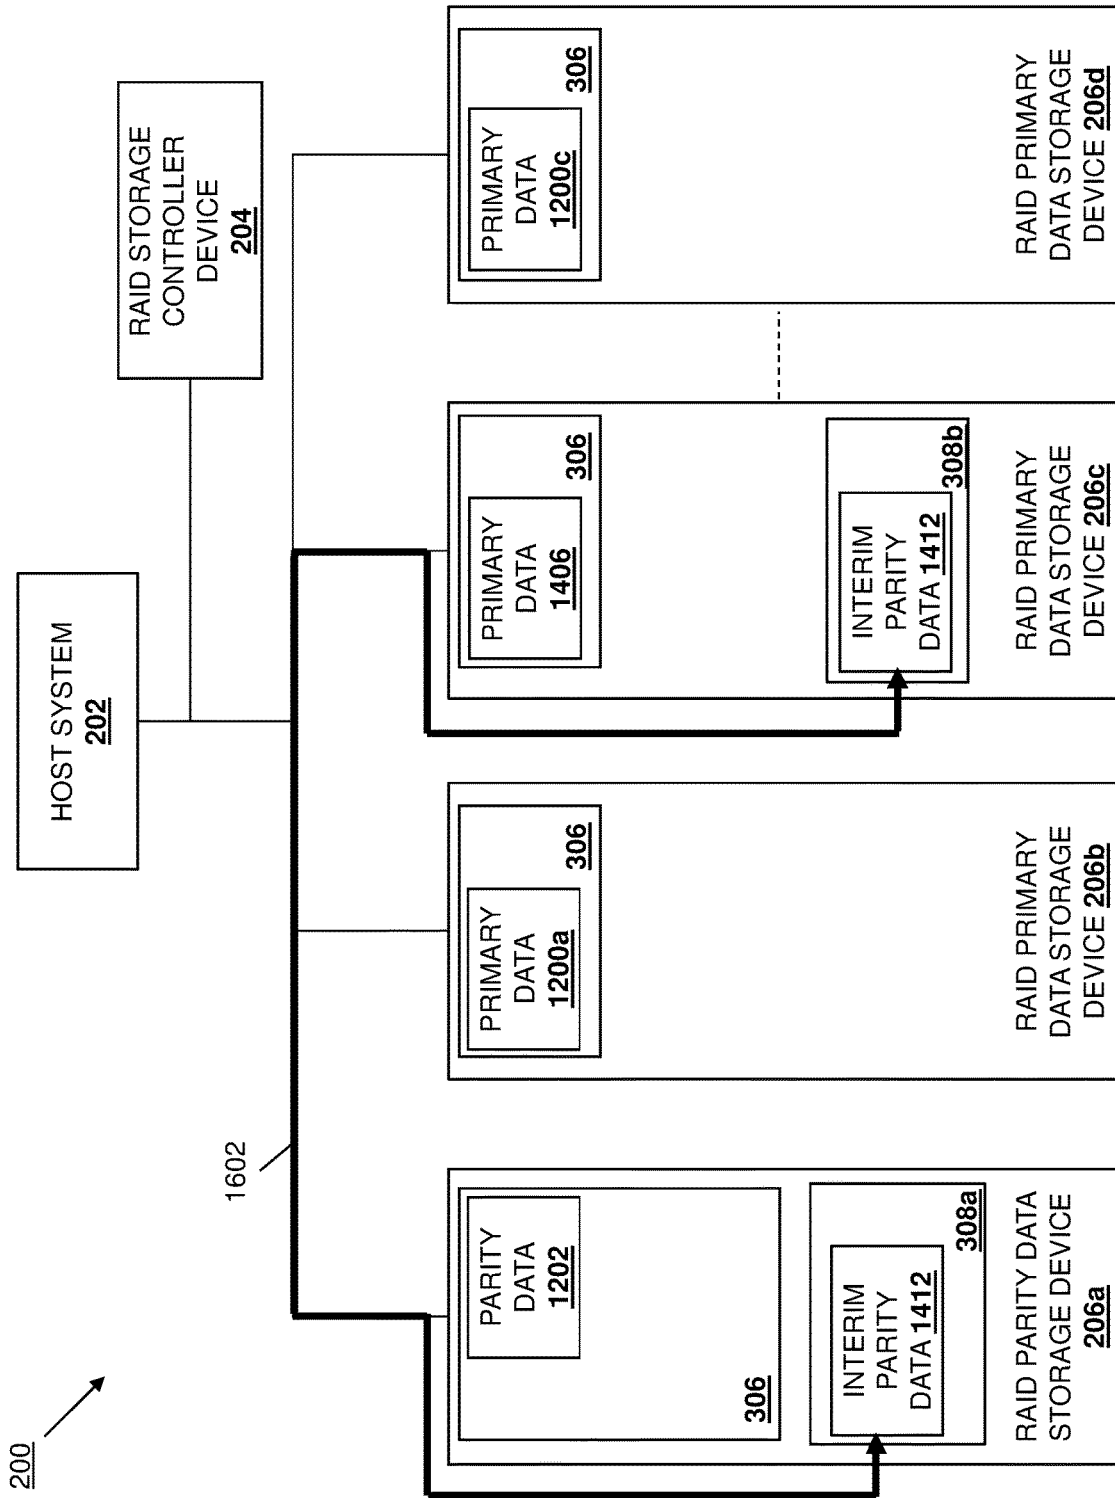 200
HOST SYSTEM
202
RAID STORAGE
CONTROLLER
DEVICE
204
1602
PARITY
DATA
1202
306
INTERIM
PARITY
DATA 1412
308a
RAID PARITY DATA
STORAGE DEVICE
206a
PRIMARY
DATA
1200a
306
RAID PRIMARY
DATA STORAGE
DEVICE 206b
PRIMARY
DATA
1406
306
INTERIM
PARITY
DATA 1412
308b
RAID PRIMARY
DATA STORAGE
DEVICE 206c
PRIMARY
DATA
1200c
306
RAID PRIMARY
DATA STORAGE
DEVICE 206d